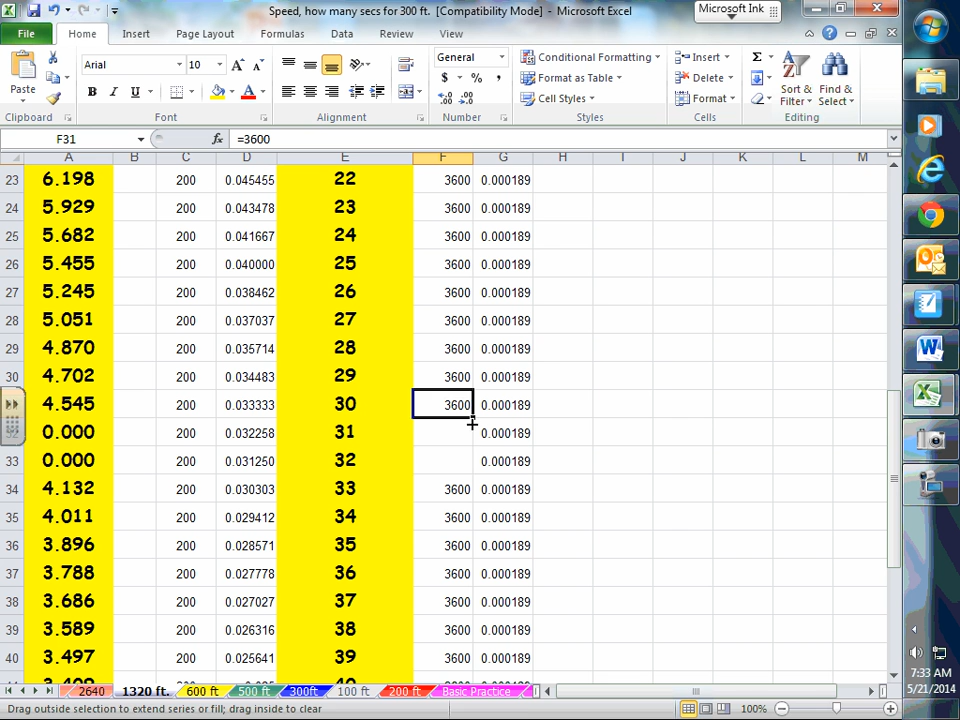 Speed, how many secs for 300 ft. [Compatibility Mode] - Microsoft Excel
Microsoft Ink
File Home Insert Page Layout Formulas Data Review View
Paste
Arial 10
General
Conditional Formatting
Format as Table
Cell Styles
Insert
Delete
Format
Sort & Filter
Find & Select
B I U
$ % ,
Clipboard Font Alignment Number Styles Cells Editing
F31 fx =3600
A B C D E F G H I J K L M
23 6.198 200 0.045455 22 3600 0.000189
24 5.929 200 0.043478 23 3600 0.000189
25 5.682 200 0.041667 24 3600 0.000189
26 5.455 200 0.040000 25 3600 0.000189
27 5.245 200 0.038462 26 3600 0.000189
28 5.051 200 0.037037 27 3600 0.000189
29 4.870 200 0.035714 28 3600 0.000189
30 4.702 200 0.034483 29 3600 0.000189
4.545 200 0.033333 30 3600 0.000189
0.000 200 0.032258 31 0.000189
33 0.000 200 0.031250 32 0.000189
34 4.132 200 0.030303 33 3600 0.000189
35 4.011 200 0.029412 34 3600 0.000189
36 3.896 200 0.028571 35 3600 0.000189
37 3.788 200 0.027778 36 3600 0.000189
38 3.686 200 0.027027 37 3600 0.000189
39 3.589 200 0.026316 38 3600 0.000189
40 3.497 200 0.025641 39 3600 0.000189
2640 1320 ft. 600 ft 500 ft 300ft 100 ft 200 ft Basic Practice
Drag outside selection to extend series or fill; drag inside to clear
100%
7:33 AM
5/21/2014